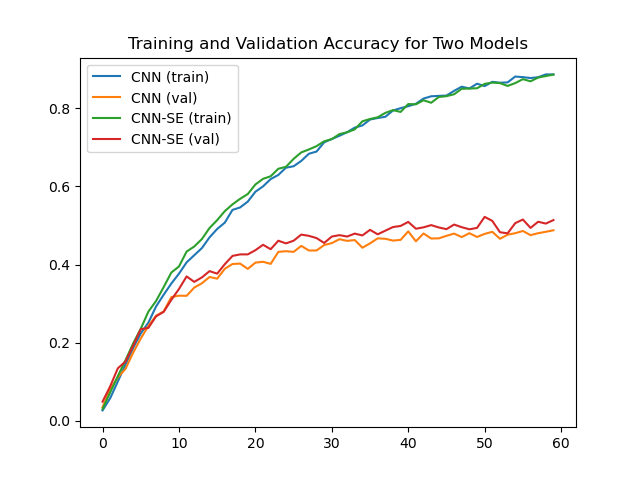 Training and Validation Accuracy for Two Models
CNN (train)
CNN (val)
CNN-SE (train)
CNN-SE (val)
0.8
0.6
0.4
0.2
0.0
0 10 20 30 40 50 60